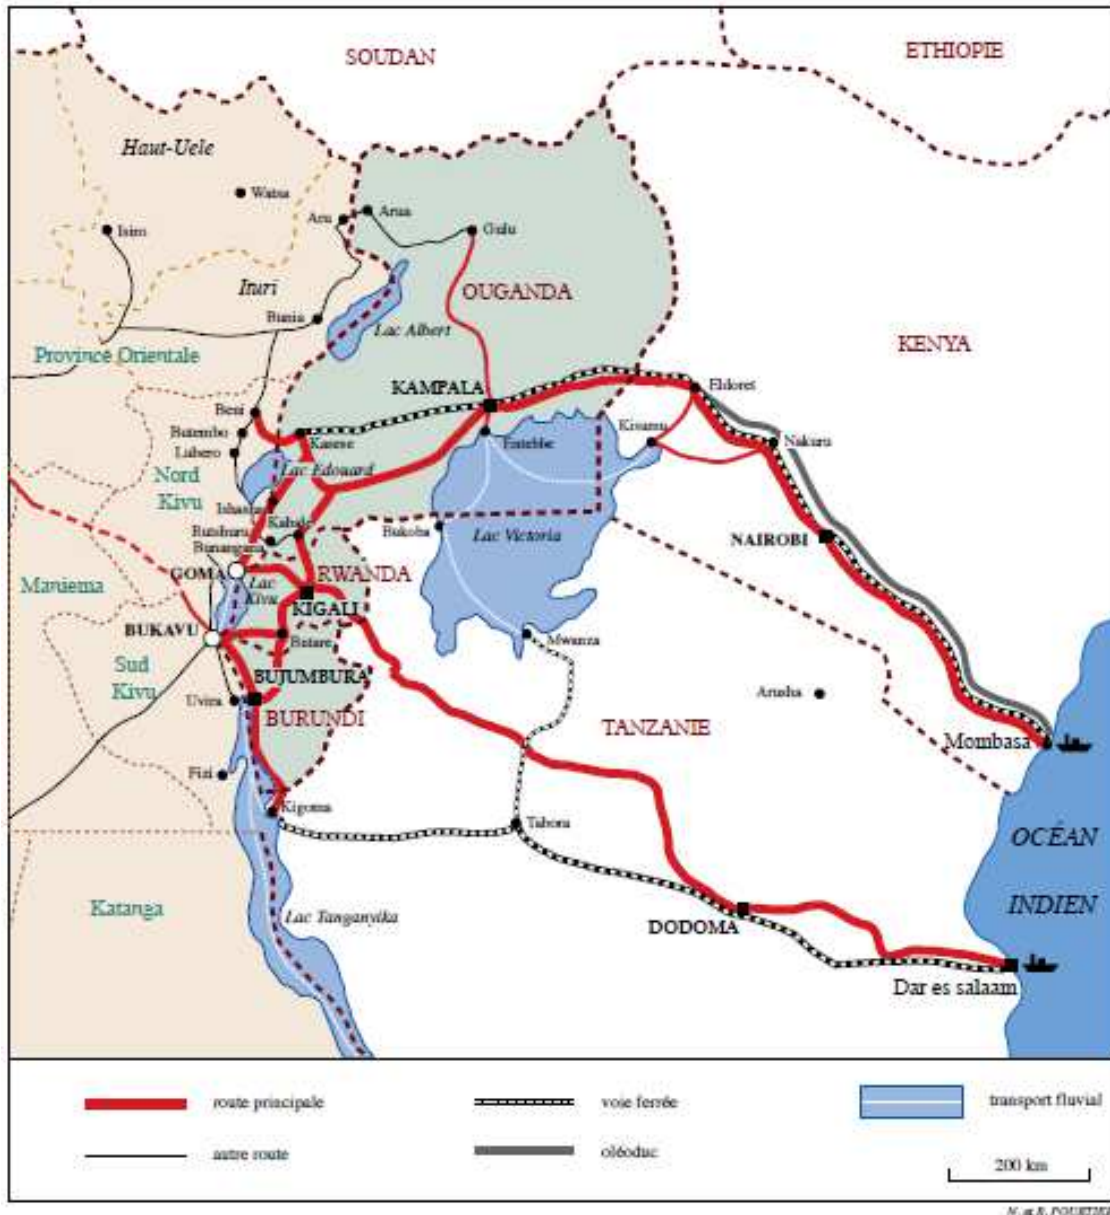 SOUDAN
ETHIOPIE
Haut-Uele
Watsa
Aru
Arua
Isiro
Gulu
Ituri
OUGANDA
Bunia
Lac Albert
KENYA
Province Orientale
KAMPALA
Eldoret
Beni
Butembo
Kasese
Entebbe
Kisumu
Nakuru
Lubero
Lac Edouard
Nord
Kivu
Ishasha
Kabale
Rutshuru
Bukoba
Lac Victoria
NAIROBI
Bunangana
GOMA
Lac
Kivu
RWANDA
Maniema
KIGALI
BUKAVU
Butare
Mwanza
Sud
Kivu
BUJUMBURA
Uvira
Arusha
BURUNDI
TANZANIE
Mombasa
Fizi
Kigoma
Tabora
OCÉAN
INDIEN
Katanga
Lac Tanganyika
DODOMA
Dar es salaam
route principale
voie ferrée
transport fluvial
autre route
oléoduc
200 km
N. et R. POURTIER